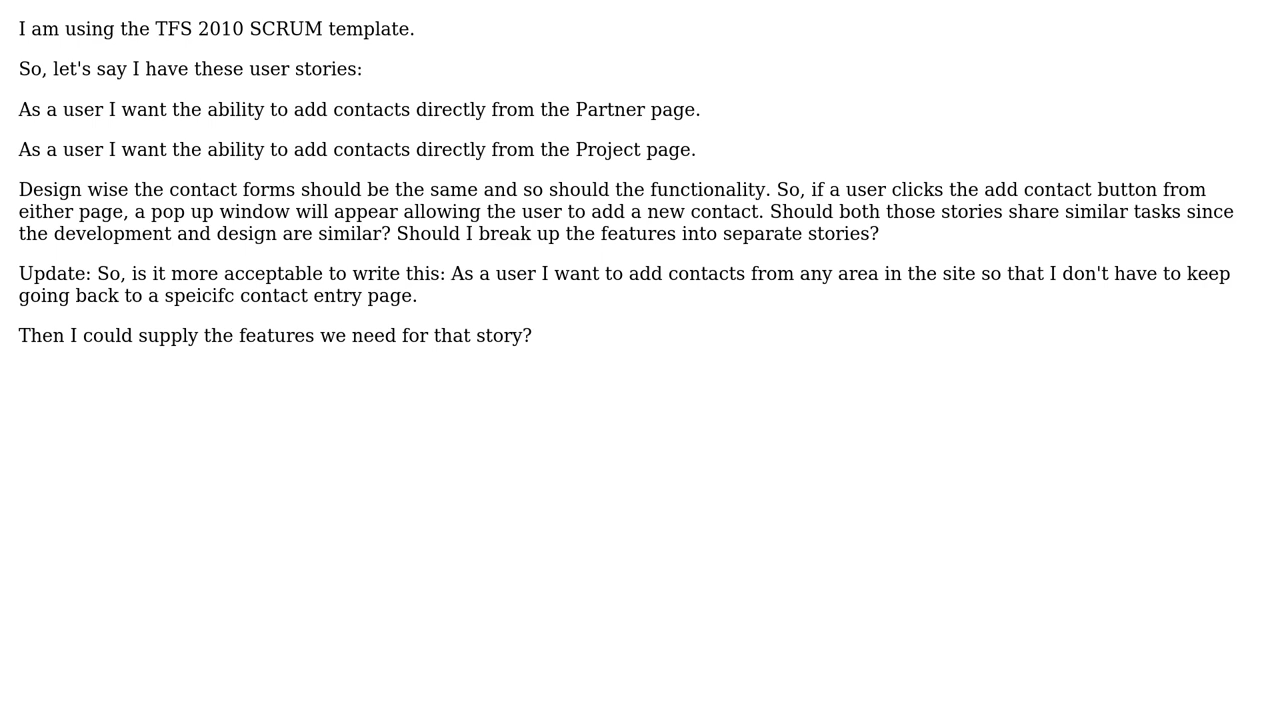 I am using the TFS 2010 SCRUM template.
So, let's say I have these user stories:
As a user I want the ability to add contacts directly from the Partner page.
As a user I want the ability to add contacts directly from the Project page.
Design wise the contact forms should be the same and so should the functionality. So, if a user clicks the add contact button from
either page, a pop up window will appear allowing the user to add a new contact. Should both those stories share similar tasks since
the development and design are similar? Should I break up the features into separate stories?
Update: So, is it more acceptable to write this: As a user I want to add contacts from any area in the site so that I don't have to keep
going back to a speicifc contact entry page.
Then I could supply the features we need for that story?